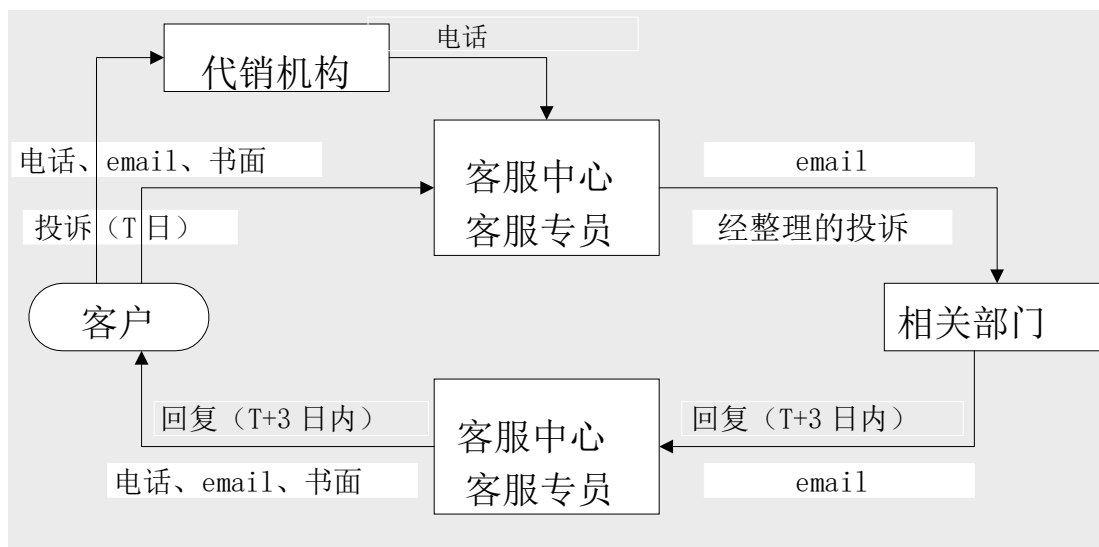 电话
代销机构
电话、email、书面
客服中心
客服专员
email
投诉（T日）
经整理的投诉
客户
相关部门
回复（T+3 日内）
客服中心
客服专员
回复（T+3 日内）
电话、email、书面
email